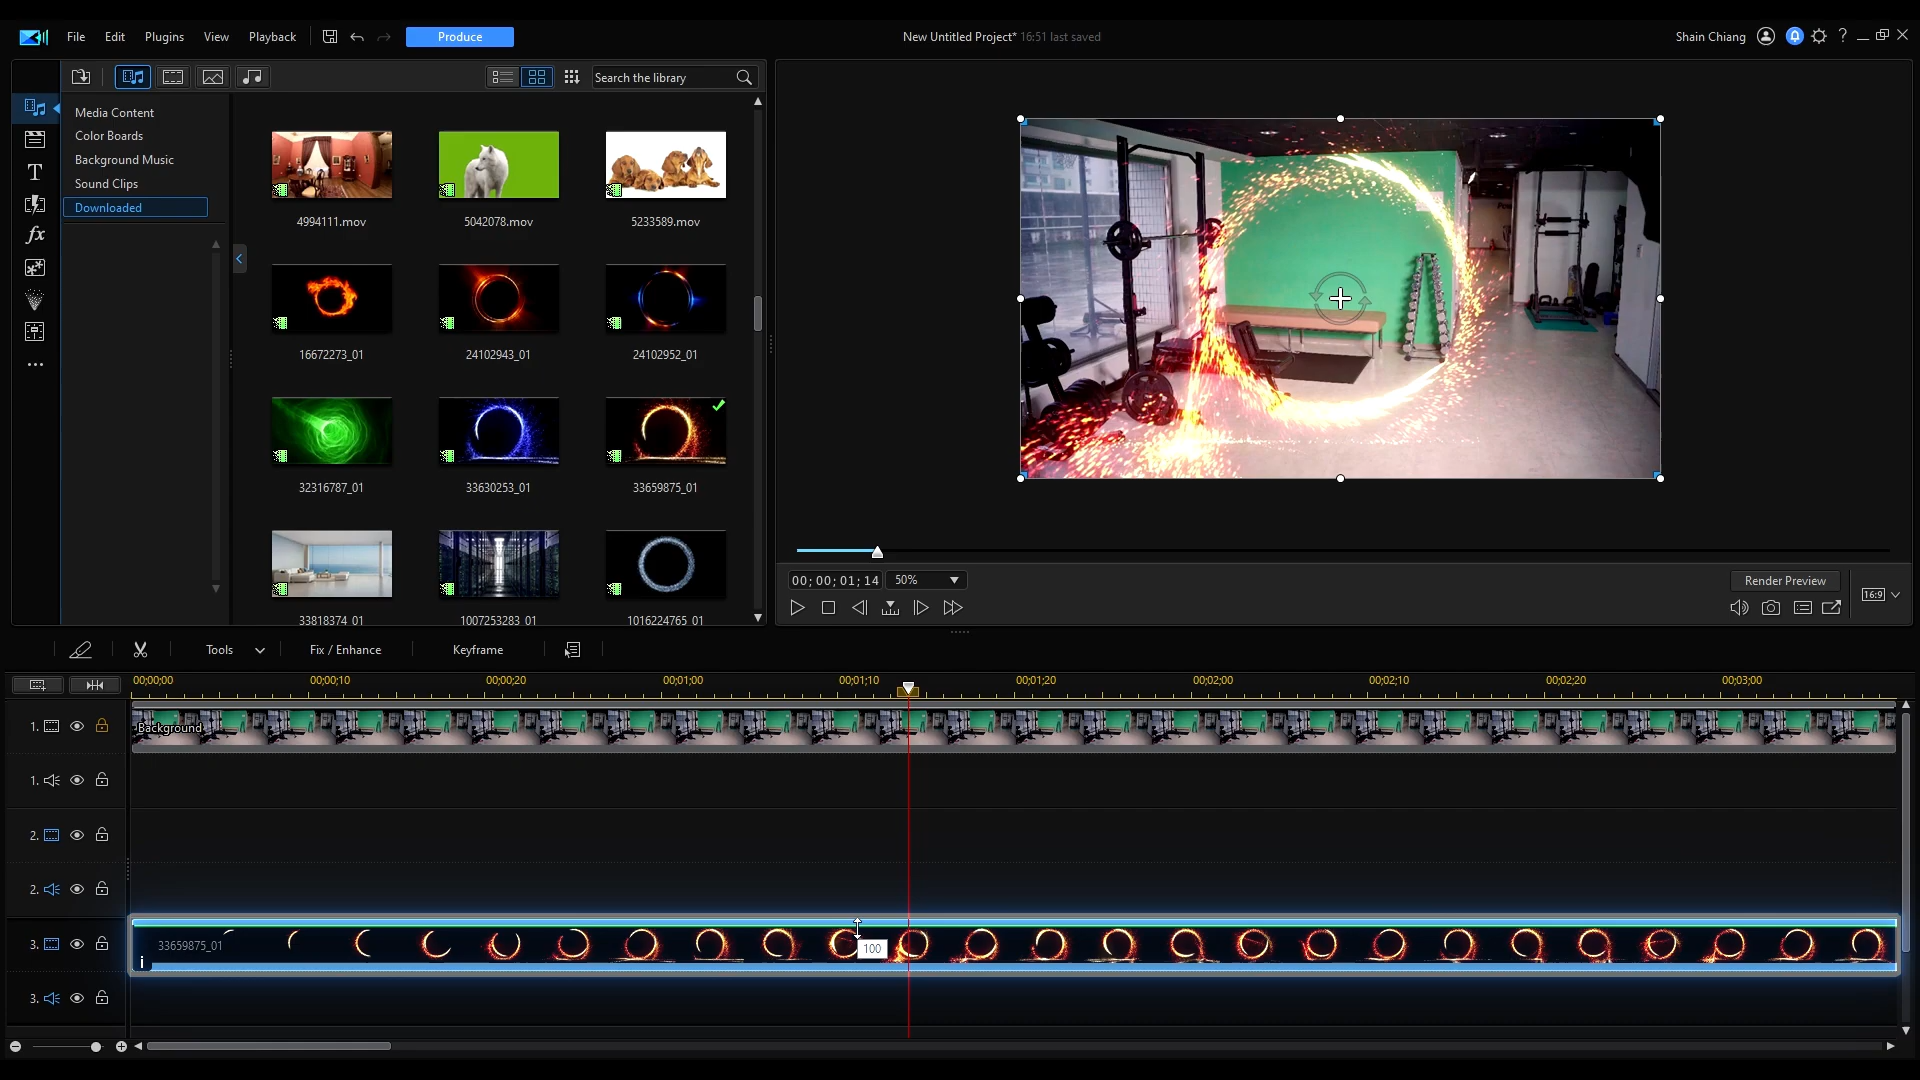 File Edit Plugins View Playback Produce New Untitled Project* 16:51 last saved Shain Chiang ?
Search the library
Media Content
Color Boards
Background Music
Sound Clips
Downloaded
4994111.mov 5042078.mov 5233589.mov
16672273_01 24102943_01 24102952_01
32316787_01 33630253_01 33659875_01
33818374_01 1007253283_01 1016224765_01
00; 00; 01; 14 50% Render Preview
16:9
Tools Fix / Enhance Keyframe
00;00;00 00;00;10 00;00;20 00;01;00 00;01;10 00;01;20 00;02;00 00;02;10 00;02;20 00;03;00
1. Background
1.
2.
2.
3. 33659875_01 100
3.